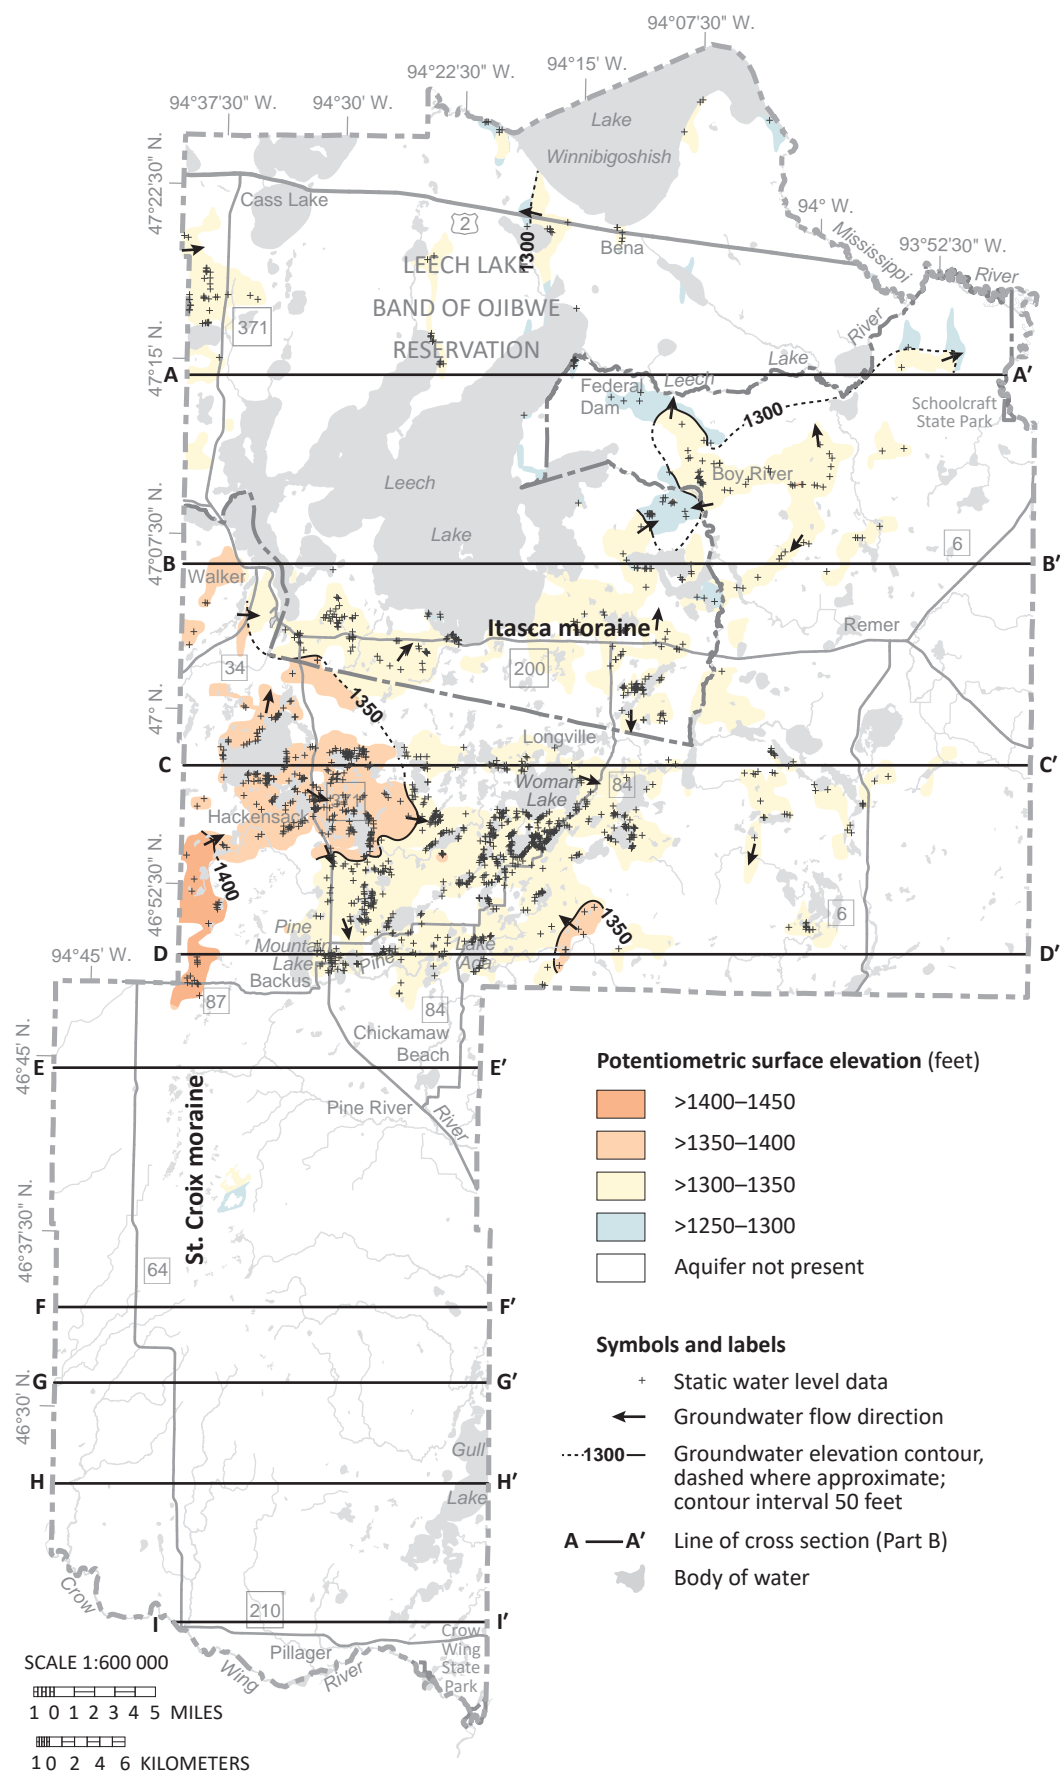 94°07'30" W.
94°15' W.
94°22'30" W.
94°37'30" W.
94°30' W.
Lake
Winnibigoshish
47°22'30" N.
Cass Lake
2
94° W.
93°52'30" W.
Mississippi
River
1300
Bena
LEECH LAKE
BAND OF OJIBWE
RESERVATION
371
River
47°15' N.
Lake
Leech
A
A'
Federal
Dam
1300
Schoolcraft
State Park
Boy River
Leech
Lake
47°07'30" N.
6
B
B'
Walker
Itasca moraine
Remer
34
200
1350
47° N.
Longville
C
C'
Woman
Lake
84
Hackensack
1400
46°52'30" N.
1350
6
Pine
Mountain
Lake
Pine
Lake
Ada
D
D'
94°45' W.
Backus
87
84
Chickamaw
Beach
46°45' N.
E
E'
Pine River
River
St. Croix moraine
46°37'30" N.
64
F
F'
G
G'
46°30' N.
Gull
Lake
H
H'
Crow
I
I'
210
Crow
Wing
State
Park
Pillager
Wing
River
Potentiometric surface elevation (feet)
>1400–1450
>1350–1400
>1300–1350
>1250–1300
Aquifer not present
Symbols and labels
+ Static water level data
Groundwater flow direction
1300 Groundwater elevation contour,
dashed where approximate;
contour interval 50 feet
A A' Line of cross section (Part B)
Body of water
SCALE 1:600 000
1 0 1 2 3 4 5 MILES
1 0 2 4 6 KILOMETERS